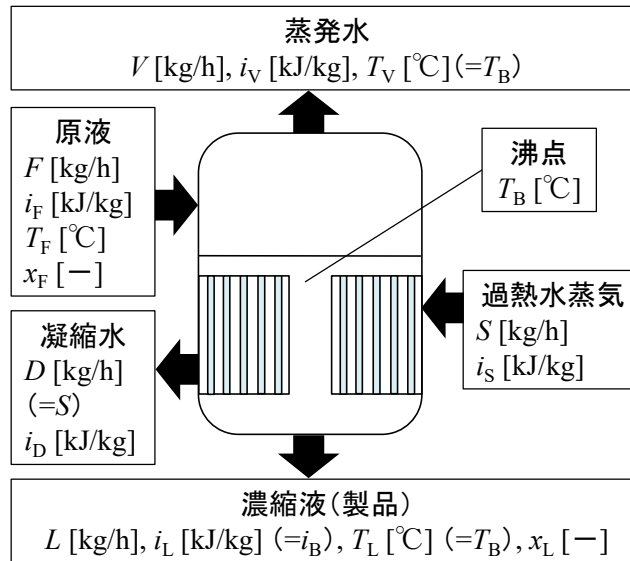 蒸発水
V [kg/h], iV [kJ/kg], TV [℃](=TB)
原液
F [kg/h]
iF [kJ/kg]
TF [℃]
xF [－]
沸点
TB [℃]
凝縮水
D [kg/h]
(=S)
iD [kJ/kg]
過熱水蒸気
S [kg/h]
iS [kJ/kg]
濃縮液(製品)
L [kg/h], iL [kJ/kg] (=iB), TL [℃] (=TB), xL [－]